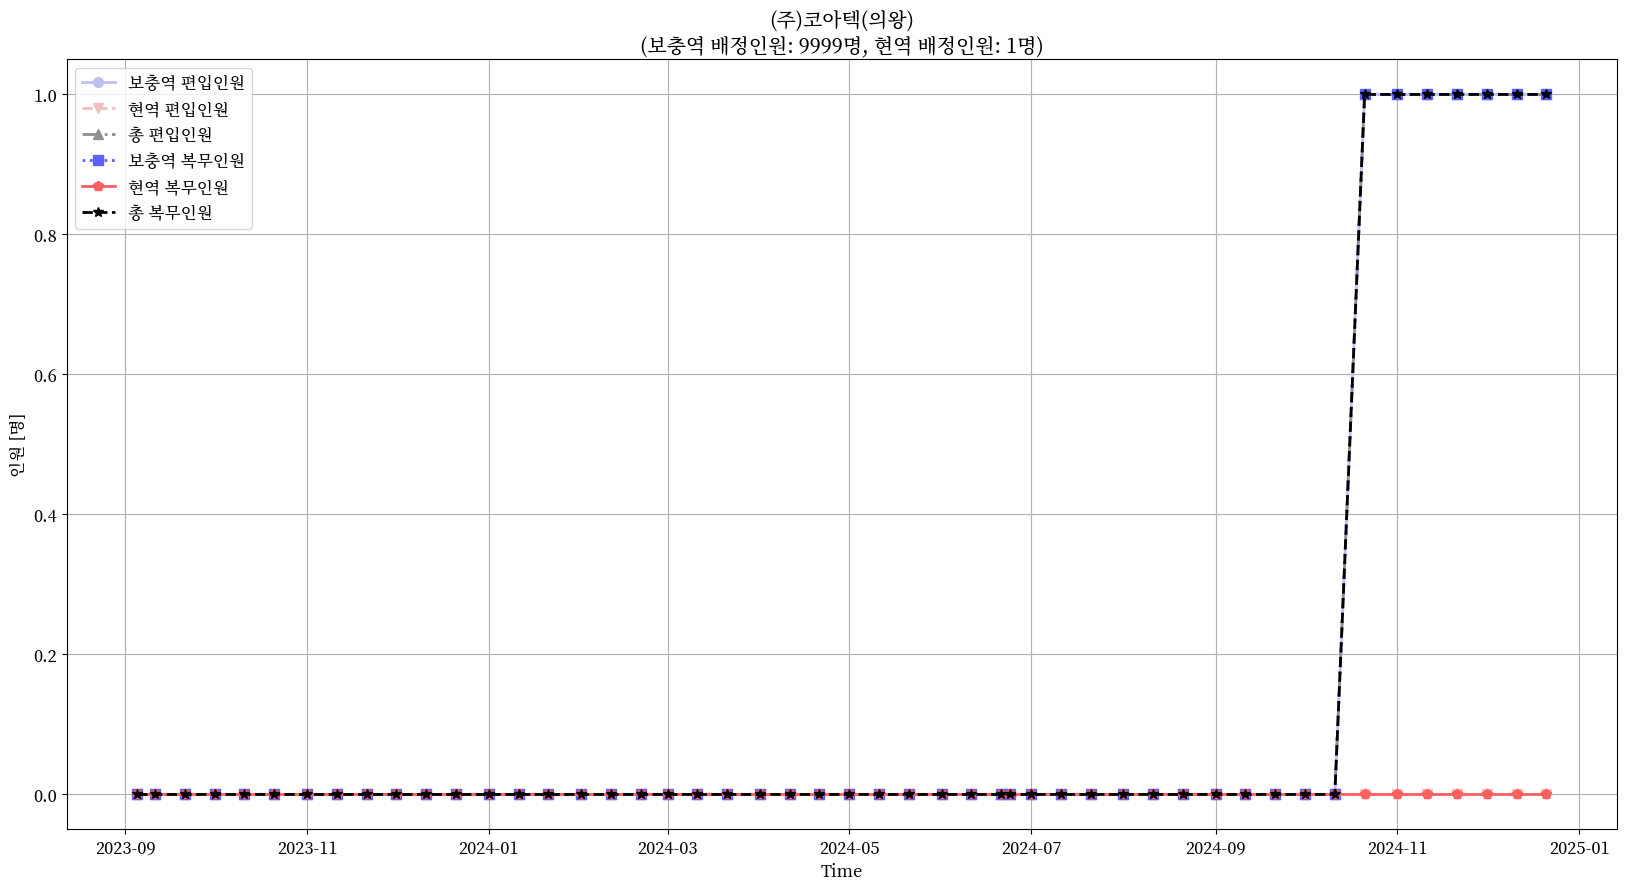 (주)코아텍(의왕)
(보충역 배정인원: 9999명, 현역 배정인원: 1명)
보충역 편입인원
현역 편입인원
총 편입인원
보충역 복무인원
현역 복무인원
총 복무인원
1.0
0.8
0.6
0.4
0.2
0.0
인원 [명]
2023-09
2023-11
2024-01
2024-03
2024-05
2024-07
2024-09
2024-11
2025-01
Time